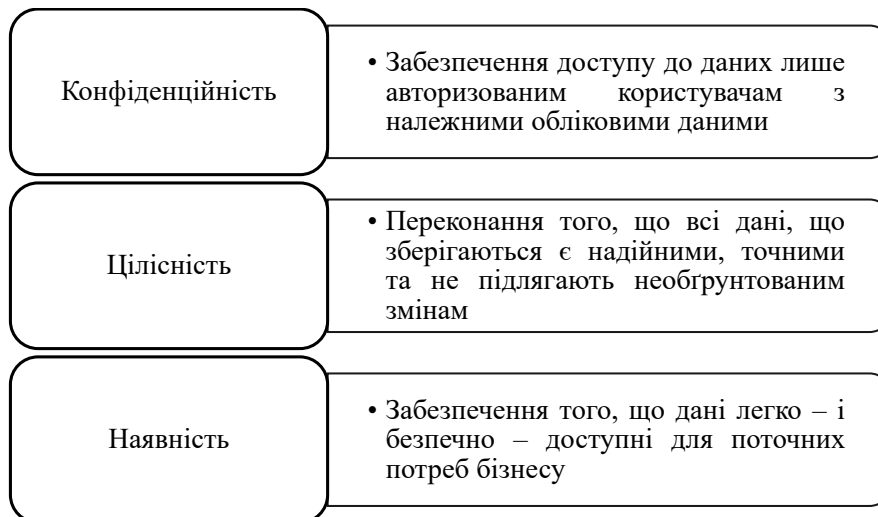 Конфіденційність
• Забезпечення доступу до даних лише
авторизованим користувачам з
належними обліковими даними
Цілісність
• Переконання того, що всі дані, що
зберігаються є надійними, точними
та не підлягають необґрунтованим
змінам
Наявність
• Забезпечення того, що дані легко – і
безпечно – доступні для поточних
потреб бізнесу